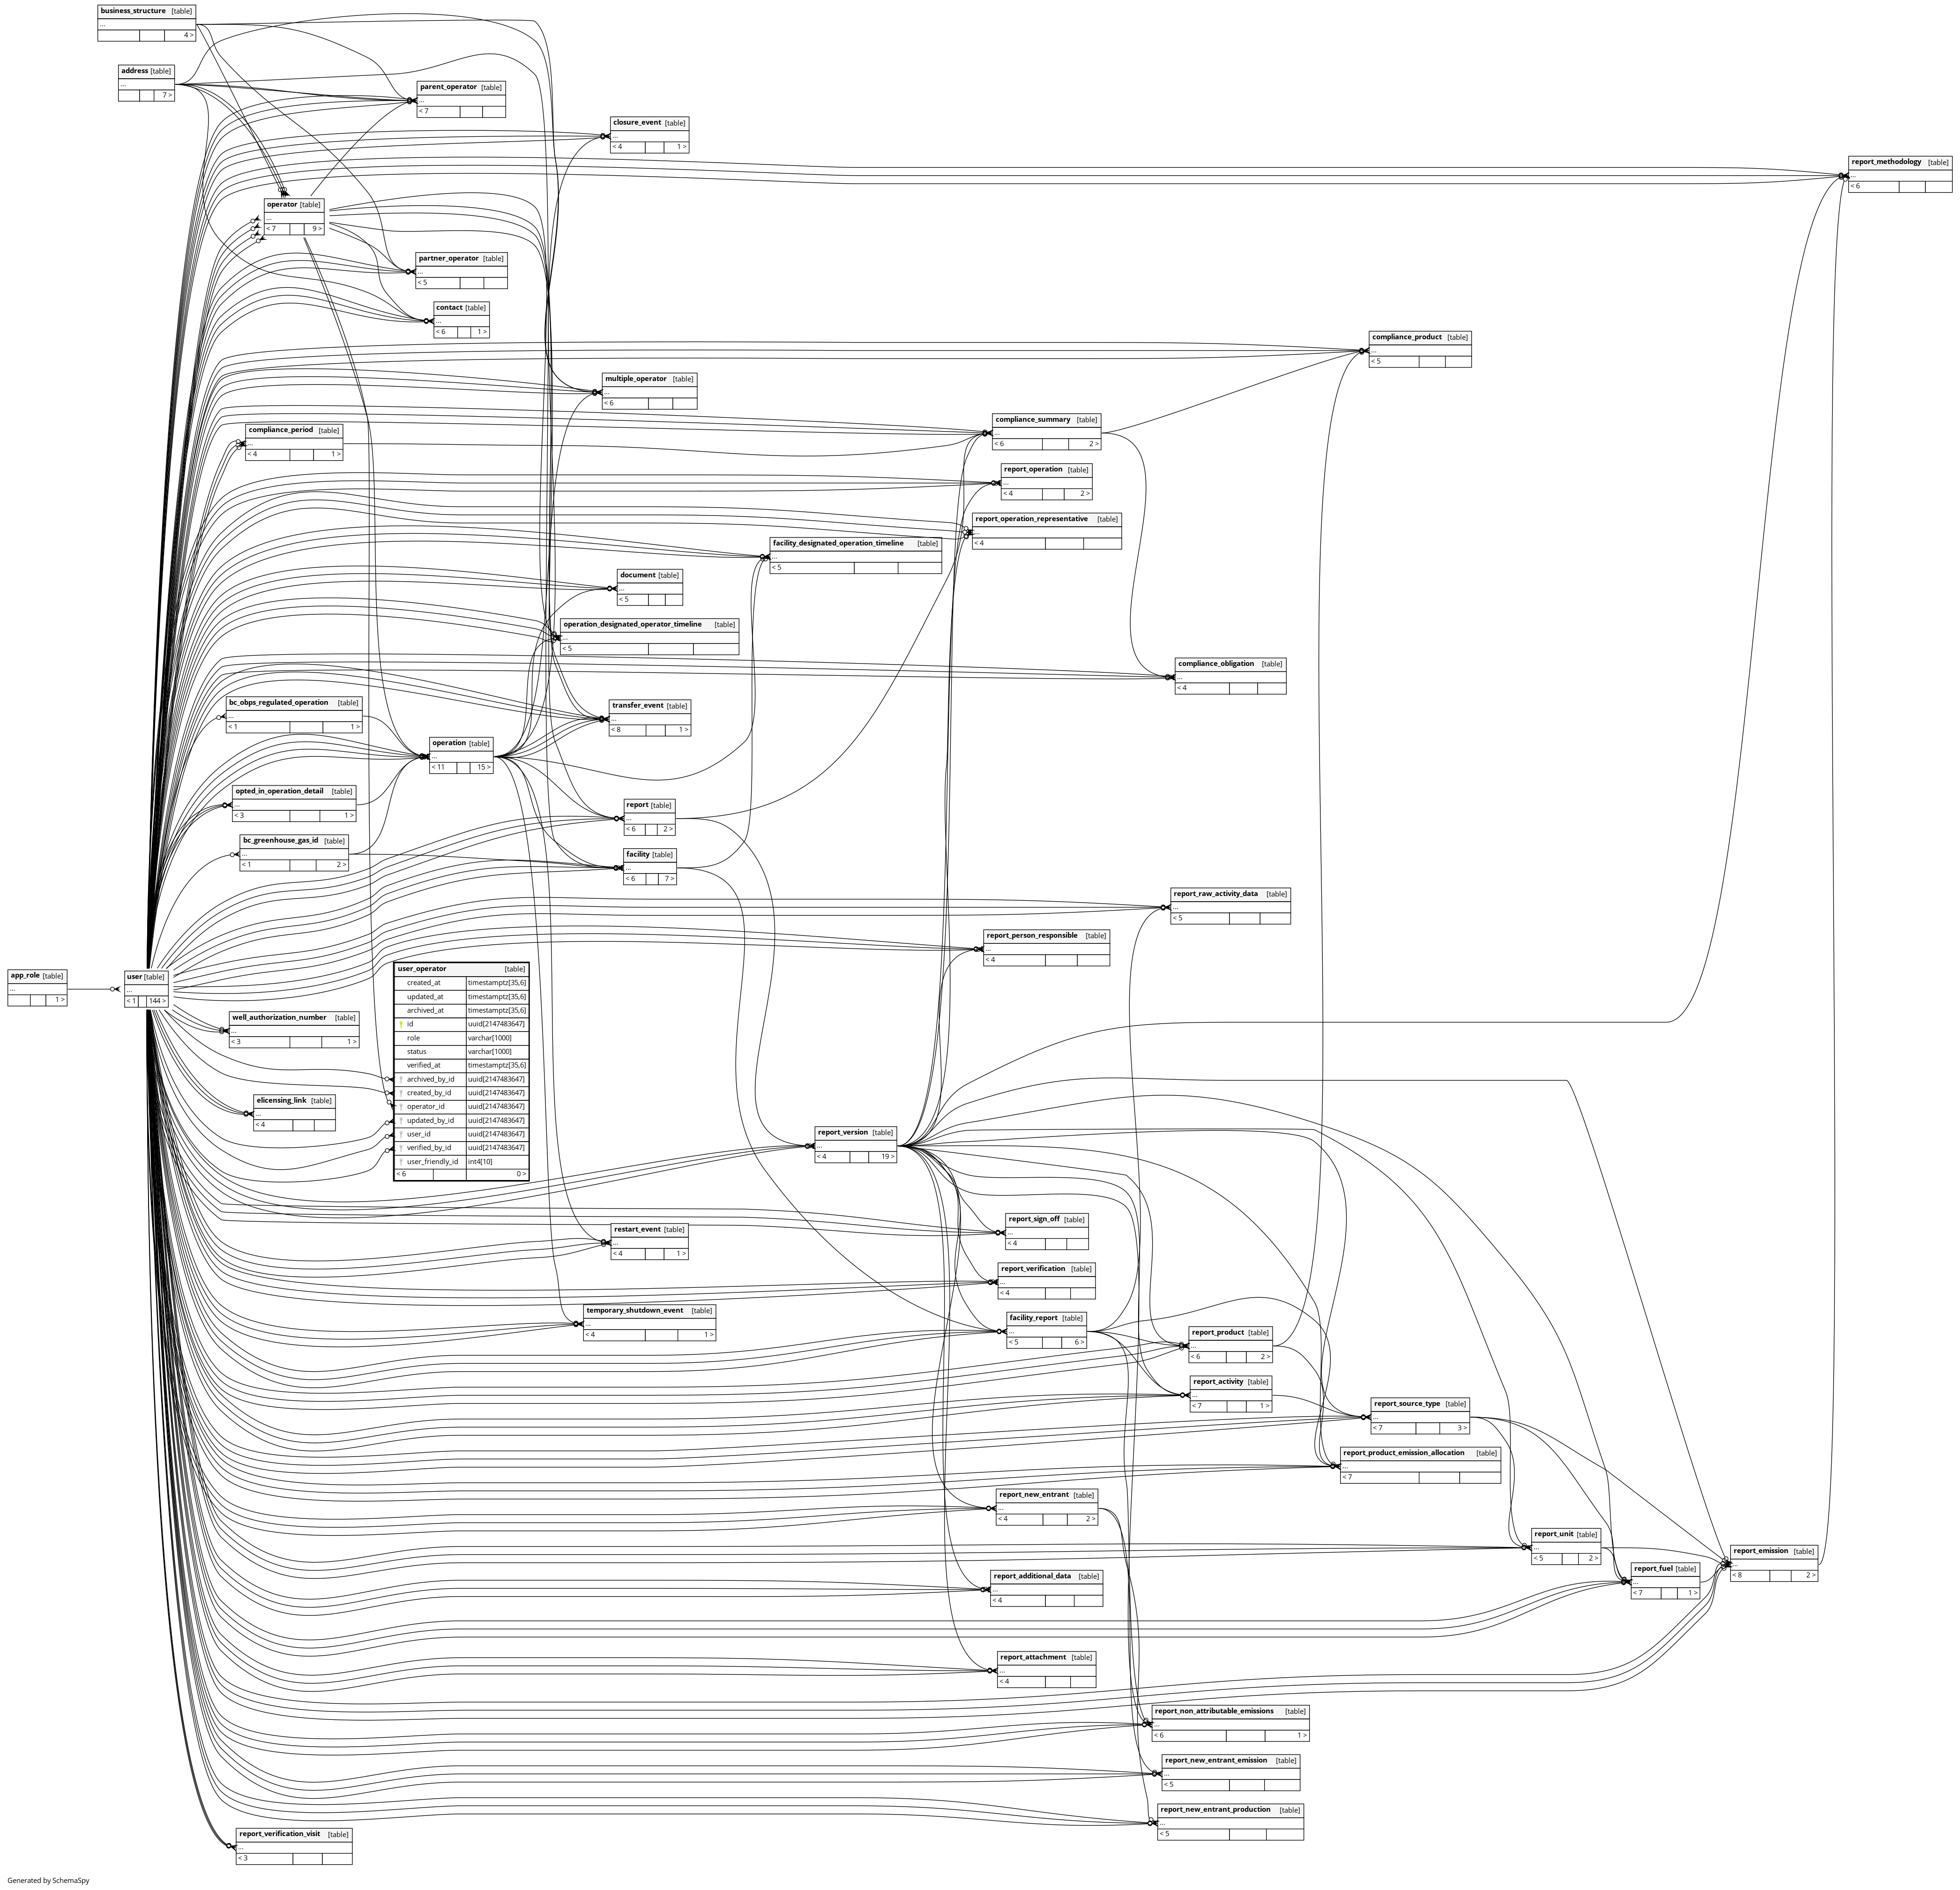 business_structure [table]
...
4 >
address [table]
...
7 >
parent_operator [table]
...
< 7
closure_event [table]
...
< 4 1 >
report_methodology [table]
...
< 6
operator [table]
...
< 7 9 >
partner_operator [table]
...
< 5
contact [table]
...
< 6 1 >
compliance_product [table]
...
< 5
multiple_operator [table]
...
< 6
compliance_summary [table]
...
< 6 2 >
compliance_period [table]
...
< 4 1 >
report_operation [table]
...
< 4 2 >
report_operation_representative [table]
...
< 4
facility_designated_operation_timeline [table]
...
< 5
document [table]
...
< 5
operation_designated_operator_timeline [table]
...
< 5
compliance_obligation [table]
...
< 4
bc_obps_regulated_operation [table]
...
< 1 1 >
transfer_event [table]
...
< 8 1 >
operation [table]
...
< 11 15 >
opted_in_operation_detail [table]
...
< 3 1 >
report [table]
...
< 6 2 >
bc_greenhouse_gas_id [table]
...
< 1 2 >
facility [table]
...
< 6 7 >
report_raw_activity_data [table]
...
< 5
report_person_responsible [table]
...
< 4
app_role [table]
...
1 >
user [table]
...
< 1 144 >
user_operator [table]
created_at timestamptz[35,6]
updated_at timestamptz[35,6]
archived_at timestamptz[35,6]
id uuid[2147483647]
role varchar[1000]
status varchar[1000]
verified_at timestamptz[35,6]
archived_by_id uuid[2147483647]
created_by_id uuid[2147483647]
operator_id uuid[2147483647]
updated_by_id uuid[2147483647]
user_id uuid[2147483647]
verified_by_id uuid[2147483647]
user_friendly_id int4[10]
< 6 0 >
well_authorization_number [table]
...
< 3 1 >
elicensing_link [table]
...
< 4
report_version [table]
...
< 4 19 >
report_sign_off [table]
...
< 4
restart_event [table]
...
< 4 1 >
report_verification [table]
...
< 4
temporary_shutdown_event [table]
...
< 4 1 >
facility_report [table]
...
< 5 6 >
report_product [table]
...
< 6 2 >
report_activity [table]
...
< 7 1 >
report_source_type [table]
...
< 7 3 >
report_product_emission_allocation [table]
...
< 7
report_new_entrant [table]
...
< 4 2 >
report_unit [table]
...
< 5 2 >
report_emission [table]
...
< 8 2 >
report_fuel [table]
...
< 7 1 >
report_additional_data [table]
...
< 4
report_attachment [table]
...
< 4
report_non_attributable_emissions [table]
...
< 6 1 >
report_new_entrant_emission [table]
...
< 5
report_new_entrant_production [table]
...
< 5
report_verification_visit [table]
...
< 3
Generated by SchemaSpy